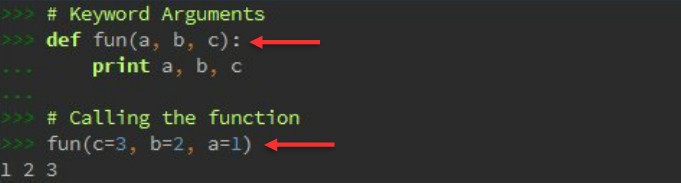 >>> # Keyword Arguments
>>> def fun(a, b, c):
...     print a, b, c
...
>>> # Calling the function
>>> fun(c=3, b=2, a=1)
1 2 3